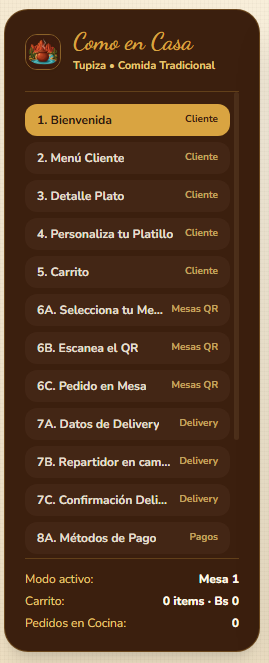 Como en Casa
Tupiza • Comida Tradicional
1. Bienvenida Cliente
2. Menú Cliente Cliente
3. Detalle Plato Cliente
4. Personaliza tu Platillo Cliente
5. Carrito Cliente
6A. Selecciona tu Me... Mesas QR
6B. Escanea el QR Mesas QR
6C. Pedido en Mesa Mesas QR
7A. Datos de Delivery Delivery
7B. Repartidor en cam... Delivery
7C. Confirmación Deli... Delivery
8A. Métodos de Pago Pagos
Modo activo: Mesa 1
Carrito: 0 items · Bs 0
Pedidos en Cocina: 0